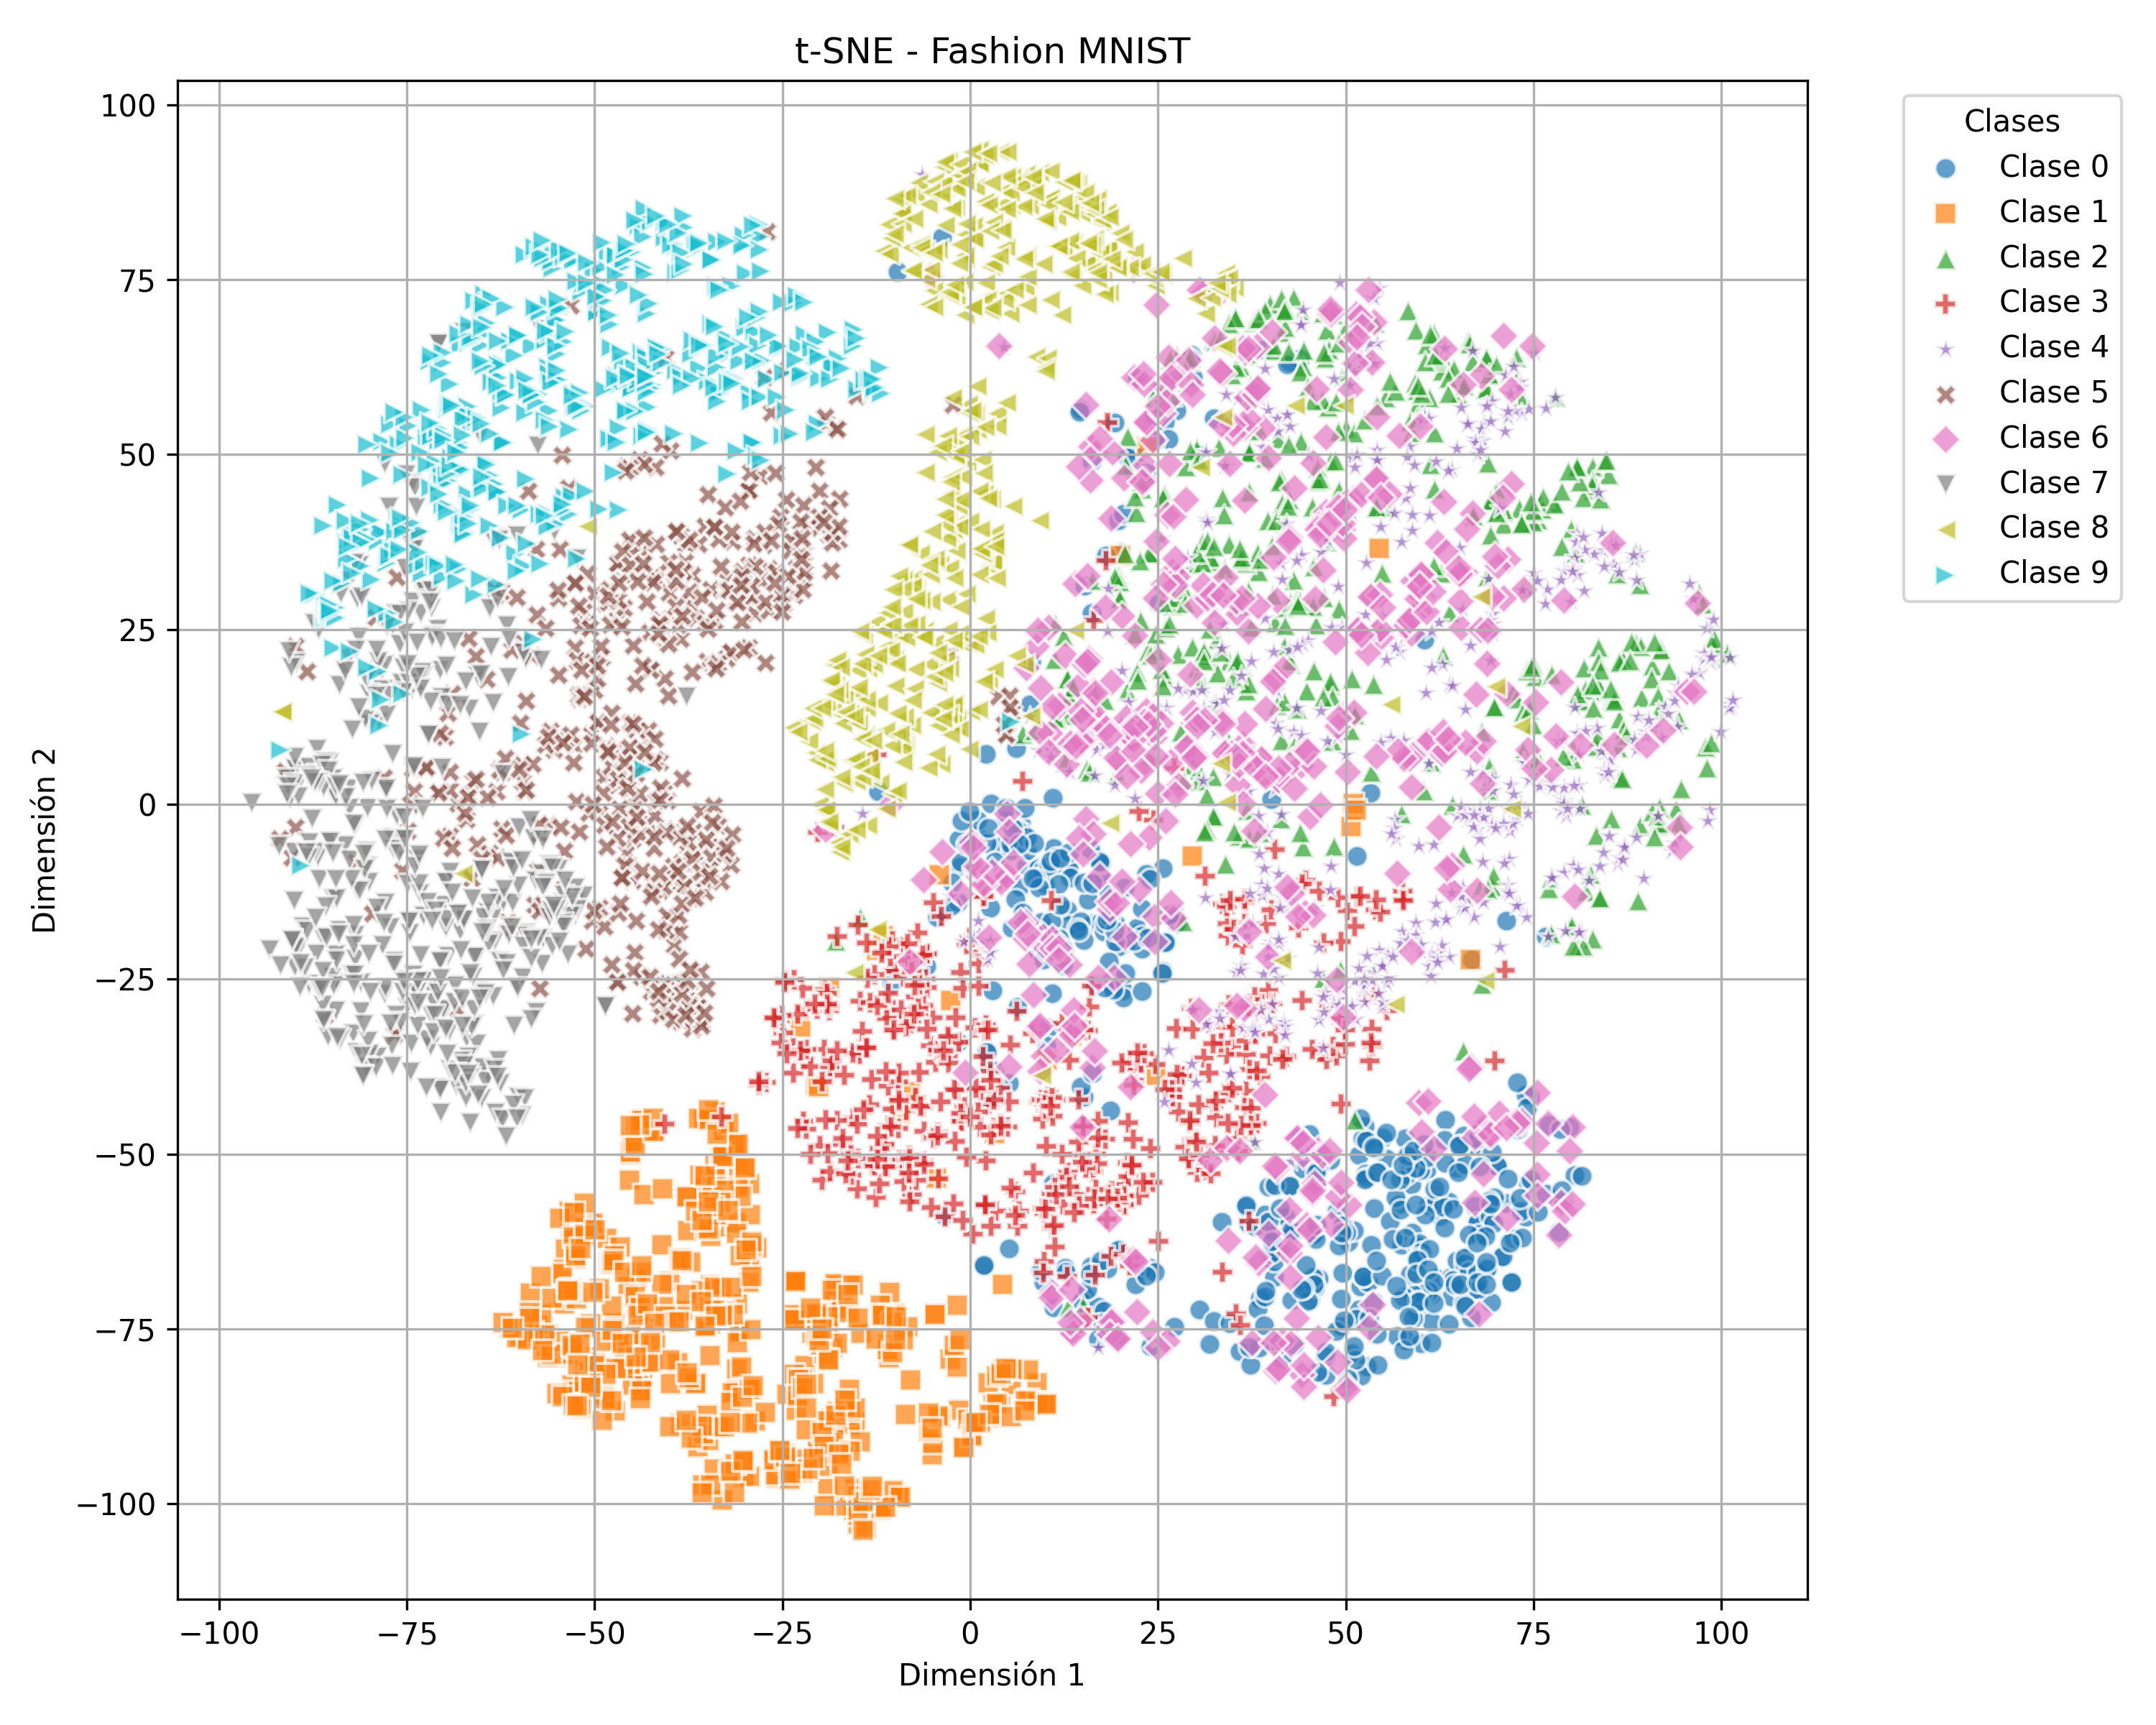 t-SNE - Fashion MNIST
Clases
Clase 0
Clase 1
Clase 2
Clase 3
Clase 4
Clase 5
Clase 6
Clase 7
Clase 8
Clase 9
100
75
50
25
0
−25
−50
−75
−100
Dimensión 2
−100
−75
−50
−25
0
25
50
75
100
Dimensión 1